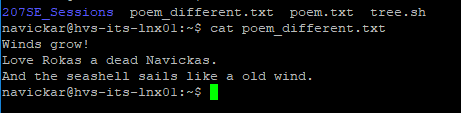 207SE_Sessions  poem_different.txt  poem.txt  tree.sh
navickar@hvs-its-lnx01:~$ cat poem_different.txt
Winds grow!
Love Rokas a dead Navickas.
And the seashell sails like a old wind.
navickar@hvs-its-lnx01:~$